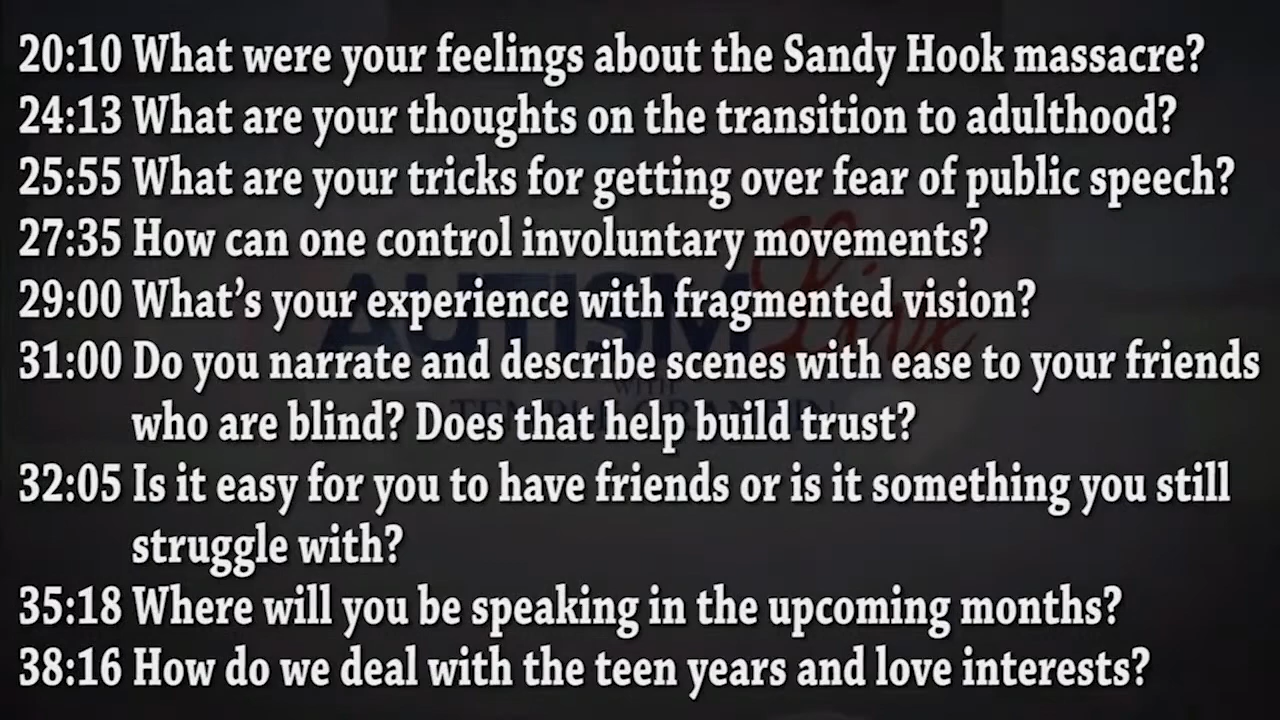 20:10 What were your feelings about the Sandy Hook massacre?
24:13 What are your thoughts on the transition to adulthood?
25:55 What are your tricks for getting over fear of public speech?
27:35 How can one control involuntary movements?
29:00 What’s your experience with fragmented vision?
31:00 Do you narrate and describe scenes with ease to your friends
who are blind? Does that help build trust?
32:05 Is it easy for you to have friends or is it something you still
struggle with?
35:18 Where will you be speaking in the upcoming months?
38:16 How do we deal with the teen years and love interests?
AUTISM Live
WITH
TEMPLE GRANDIN